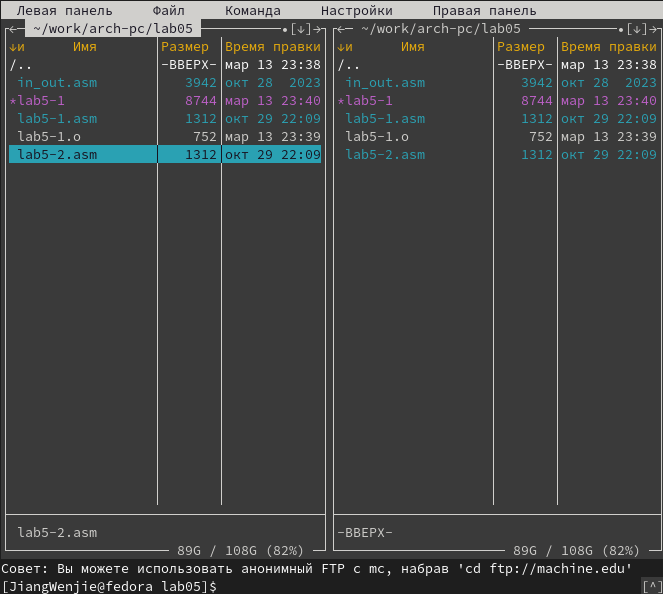 Левая панель Файл Команда Настройки Правая панель
←─ ~/work/arch-pc/lab05 ─•[↓]→ ←─ ~/work/arch-pc/lab05 ─•[↓]→
↓и Имя Размер Время правки ↓и Имя Размер Время правки
/.. -ВВЕРХ- мар 13 23:38 /.. -ВВЕРХ- мар 13 23:38
in_out.asm 3942 окт 28 2023 in_out.asm 3942 окт 28 2023
*lab5-1 8744 мар 13 23:40 *lab5-1 8744 мар 13 23:40
lab5-1.asm 1312 окт 29 22:09 lab5-1.asm 1312 окт 29 22:09
lab5-1.o 752 мар 13 23:39 lab5-1.o 752 мар 13 23:39
lab5-2.asm 1312 окт 29 22:09 lab5-2.asm 1312 окт 29 22:09
lab5-2.asm -ВВЕРХ-
89G / 108G (82%) 89G / 108G (82%)
Совет: Вы можете использовать анонимный FTP с mc, набрав 'cd ftp://machine.edu'
[JiangWenjie@fedora lab05]$ [^]